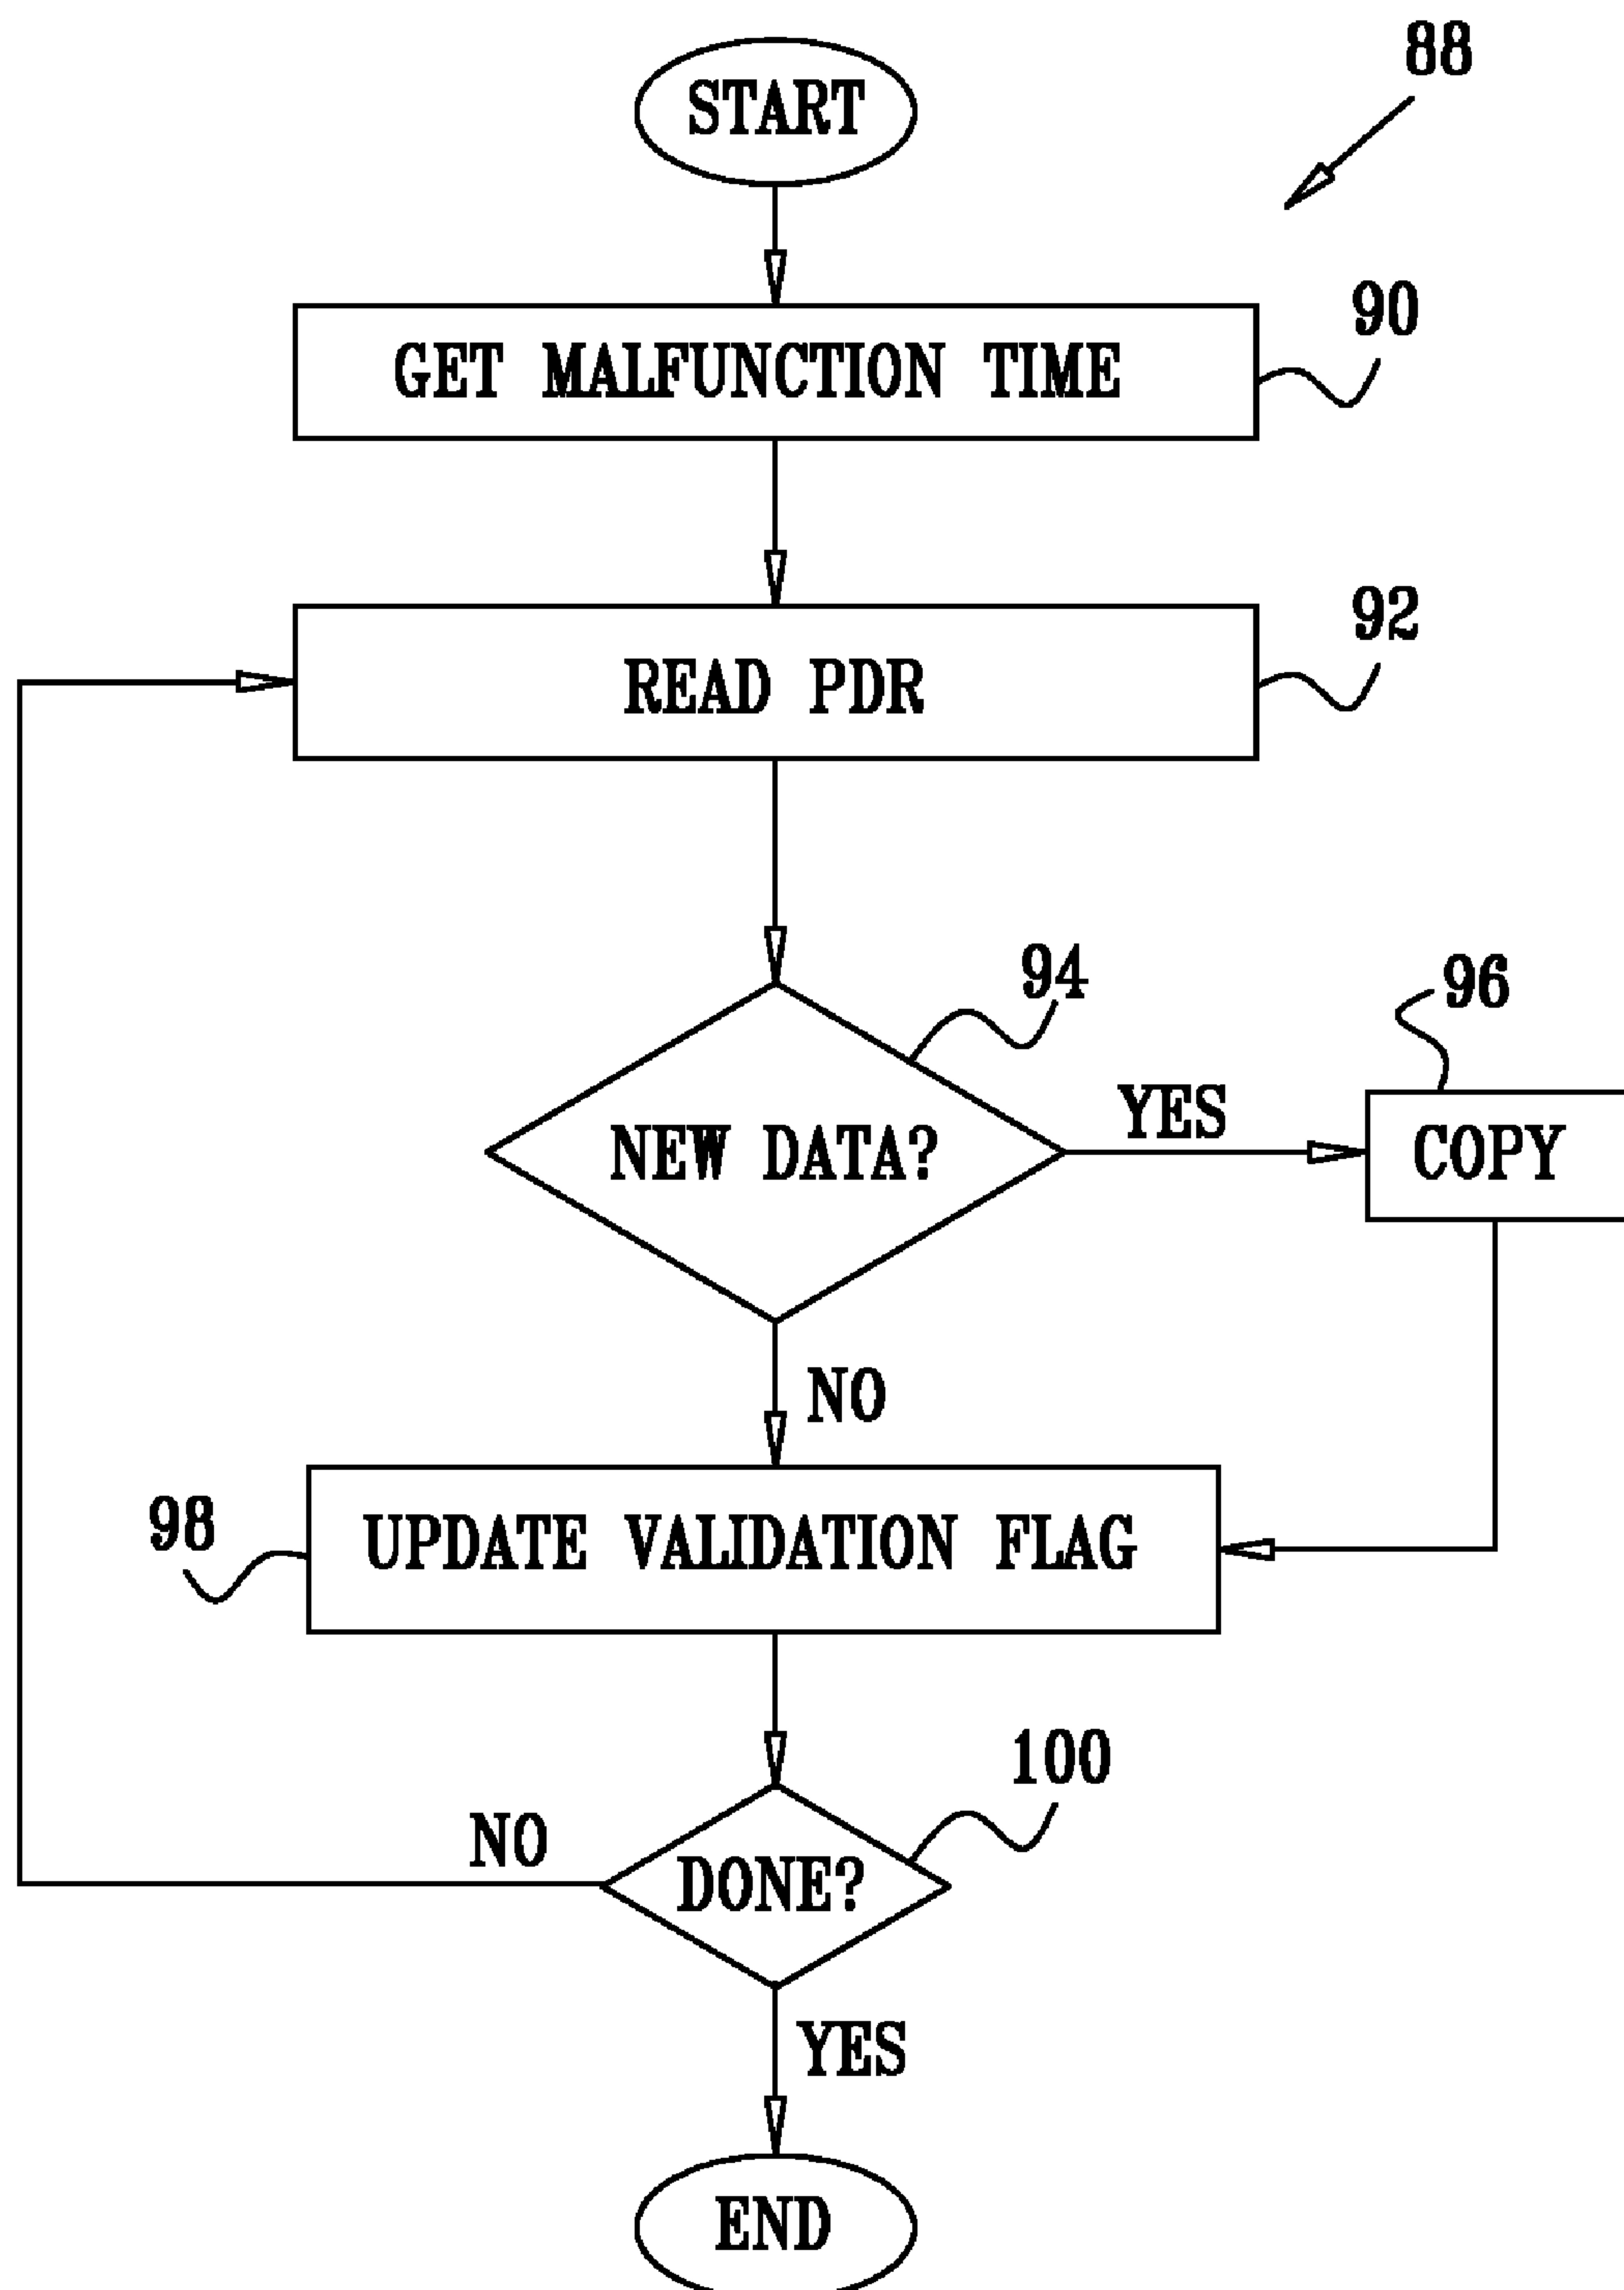 START
88
GET MALFUNCTION TIME
90
READ PDR
92
94
96
NEW DATA?
YES
COPY
NO
98
UPDATE VALIDATION FLAG
100
NO
DONE?
YES
END